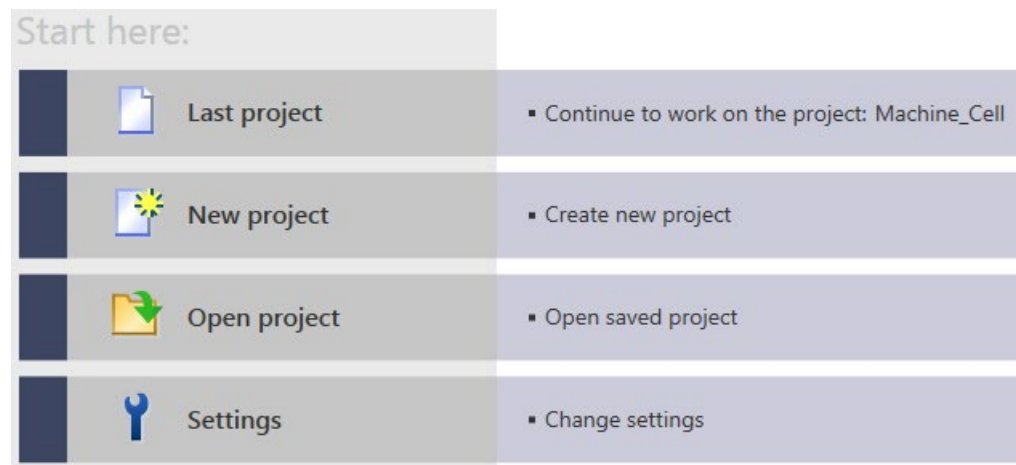 Start here:
Last project ▪ Continue to work on the project: Machine_Cell
New project ▪ Create new project
Open project ▪ Open saved project
Settings ▪ Change settings